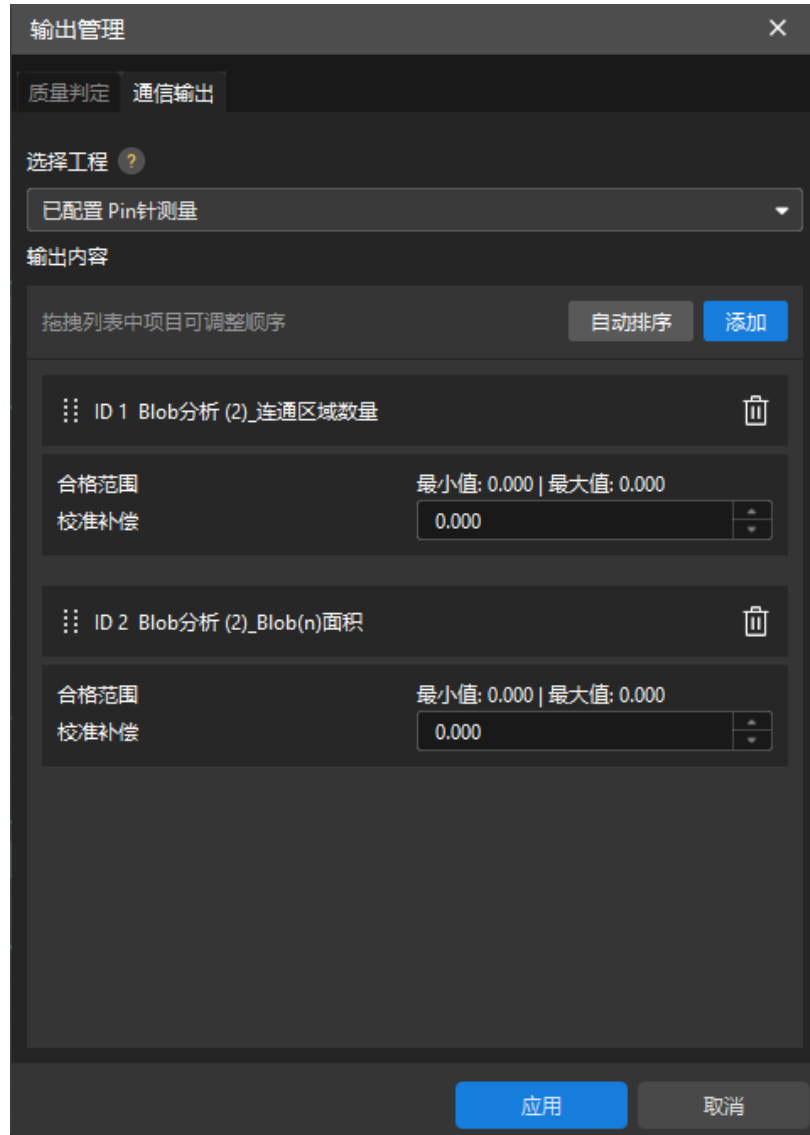 输出管理
质量判定 通信输出
选择工程 ?
已配置 Pin针测量
输出内容
拖拽列表中项目可调整顺序 自动排序 添加
ID 1 Blob分析 (2)_连通区域数量
合格范围 最小值: 0.000 | 最大值: 0.000
校准补偿 0.000
ID 2 Blob分析 (2)_Blob(n)面积
合格范围 最小值: 0.000 | 最大值: 0.000
校准补偿 0.000
应用 取消